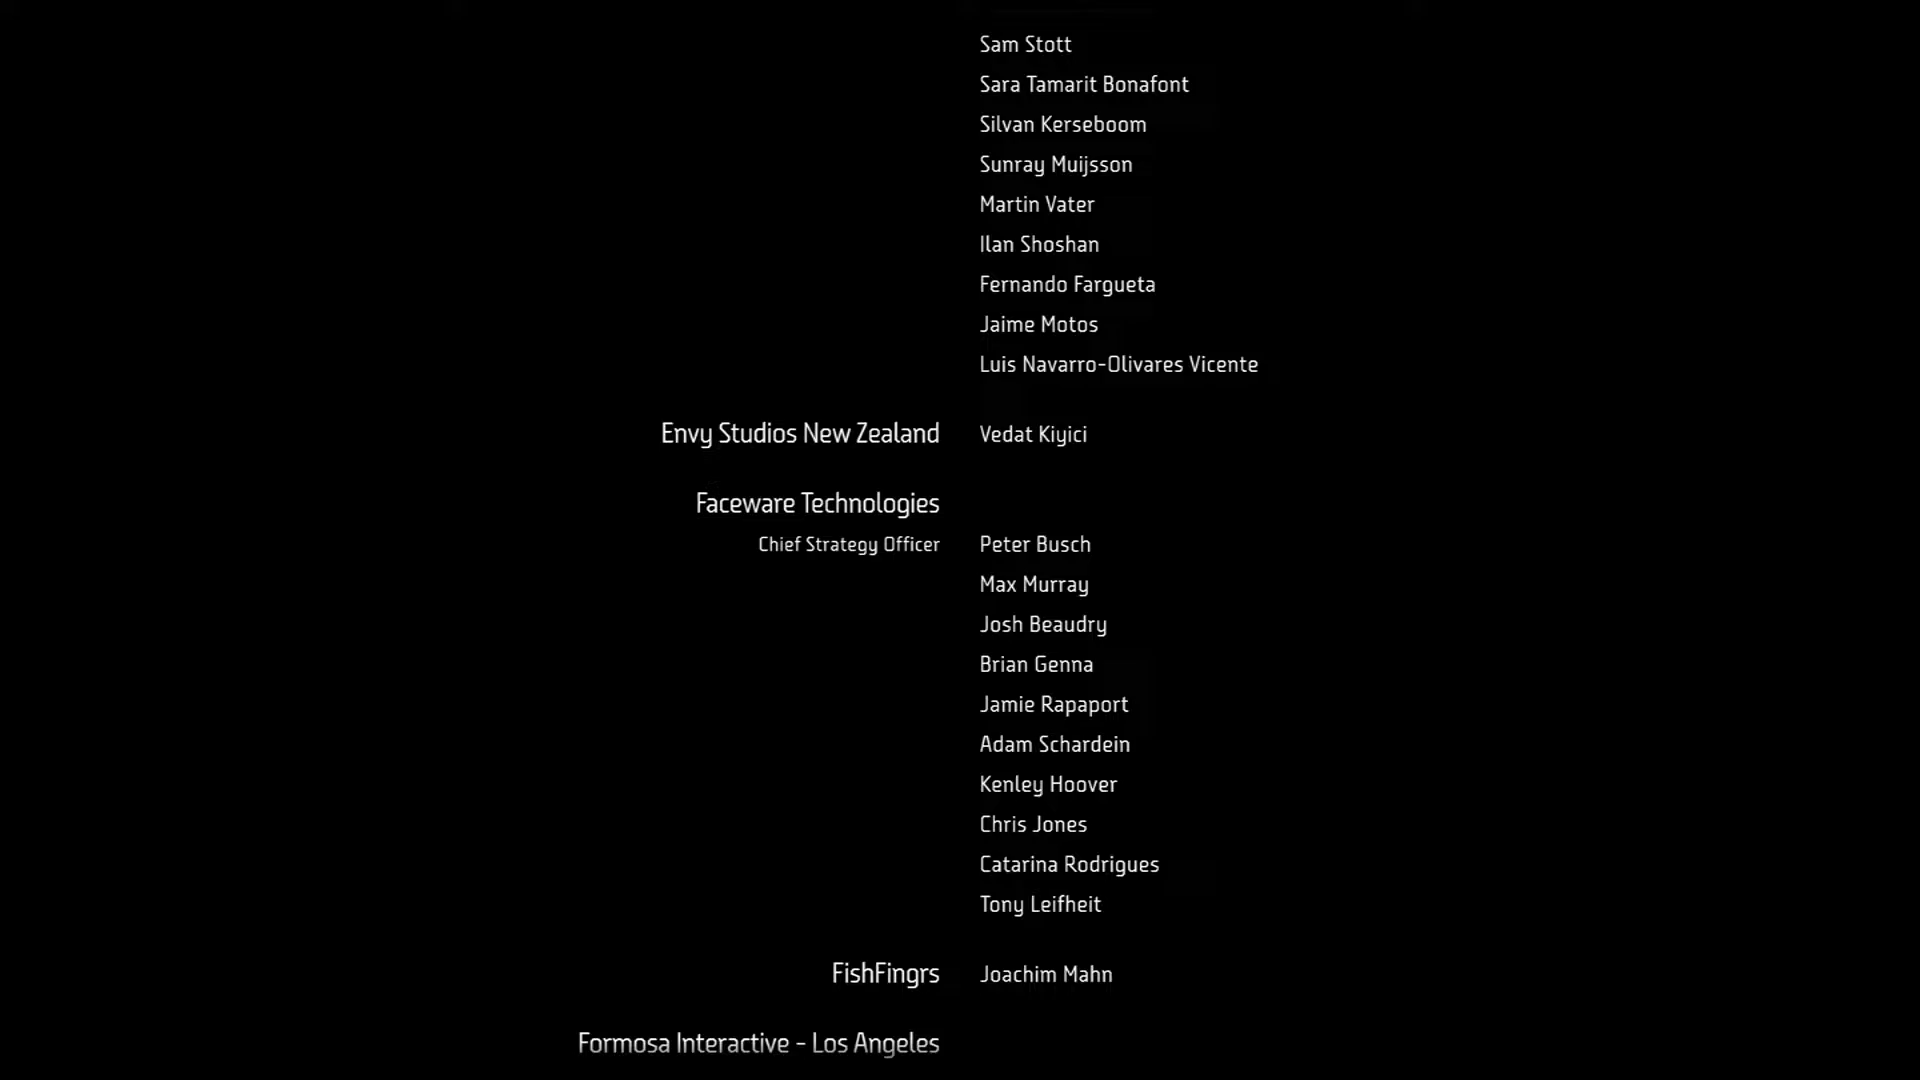 Sam Stott
Sara Tamarit Bonafont
Silvan Kerseboom
Sunray Muijsson
Martin Vater
Ilan Shoshan
Fernando Fargueta
Jaime Motos
Luis Navarro-Olivares Vicente
Envy Studios New Zealand Vedat Kiyici
Faceware Technologies
Chief Strategy Officer Peter Busch
Max Murray
Josh Beaudry
Brian Genna
Jamie Rapaport
Adam Schardein
Kenley Hoover
Chris Jones
Catarina Rodrigues
Tony Leifheit
FishFingrs Joachim Mahn
Formosa Interactive - Los Angeles